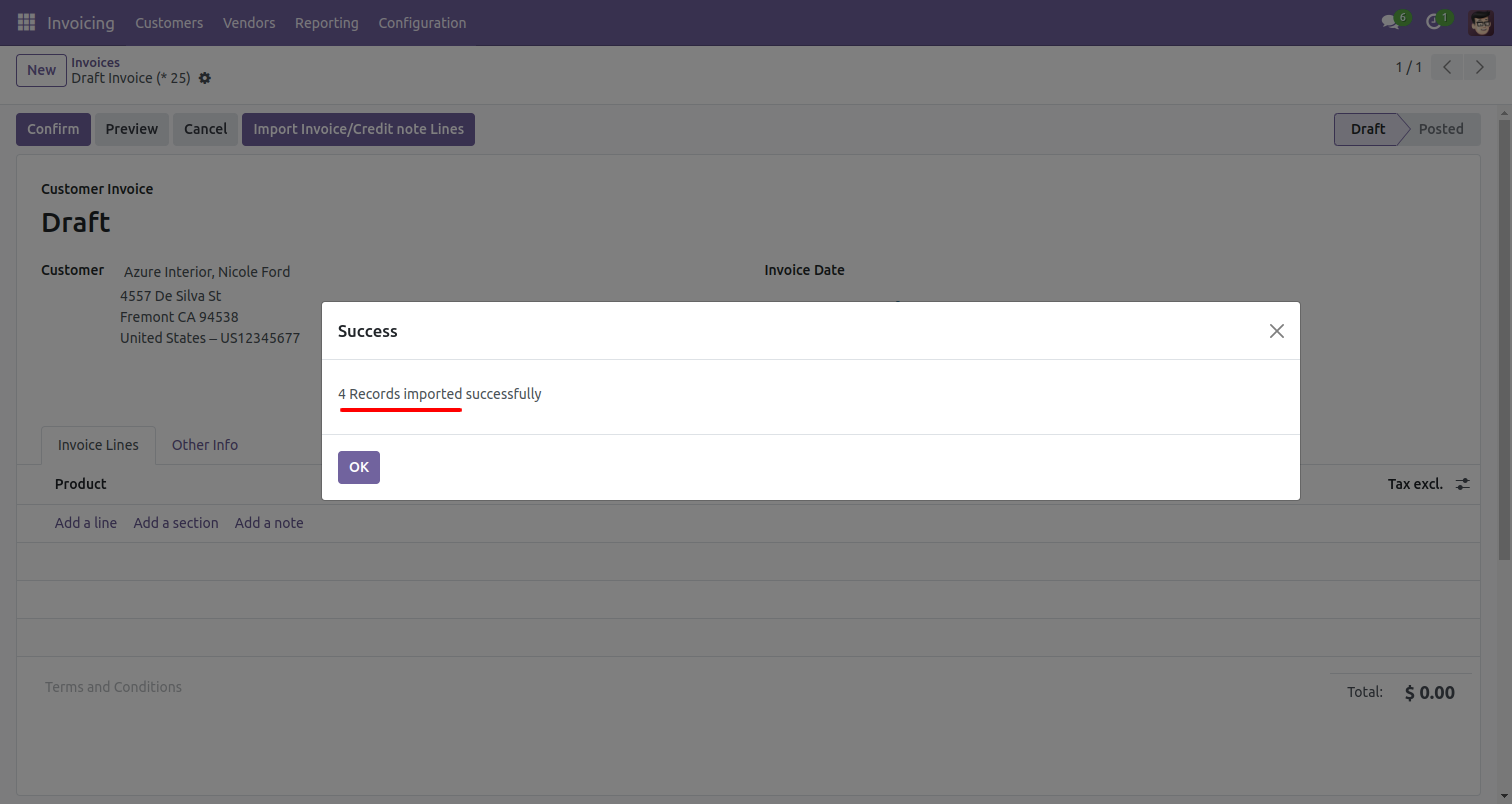 Invoicing Customers Vendors Reporting Configuration 6 1
New Invoices
Draft Invoice (* 25) 1 / 1
Confirm Preview Cancel Import Invoice/Credit note Lines Draft Posted
Customer Invoice
Draft
Customer Azure Interior, Nicole Ford Invoice Date
4557 De Silva St
Fremont CA 94538
United States – US12345677
Success
4 Records imported successfully
OK
Invoice Lines Other Info
Product Tax excl.
Add a line Add a section Add a note
Terms and Conditions
Total: $ 0.00